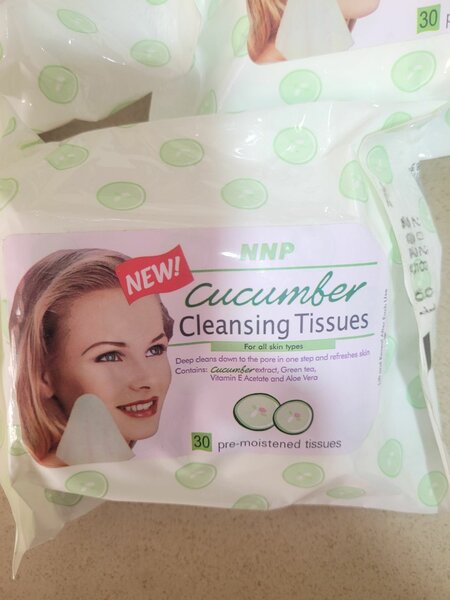 30
NNP
NEW!
cucumber
Cleansing Tissues
For all skin types
Deep cleans down to the pore in one step and refreshes skin
Contains: Cucumber extract, Green tea,
Vitamin E Acetate and Aloe Vera
30 pre-moistened tissues